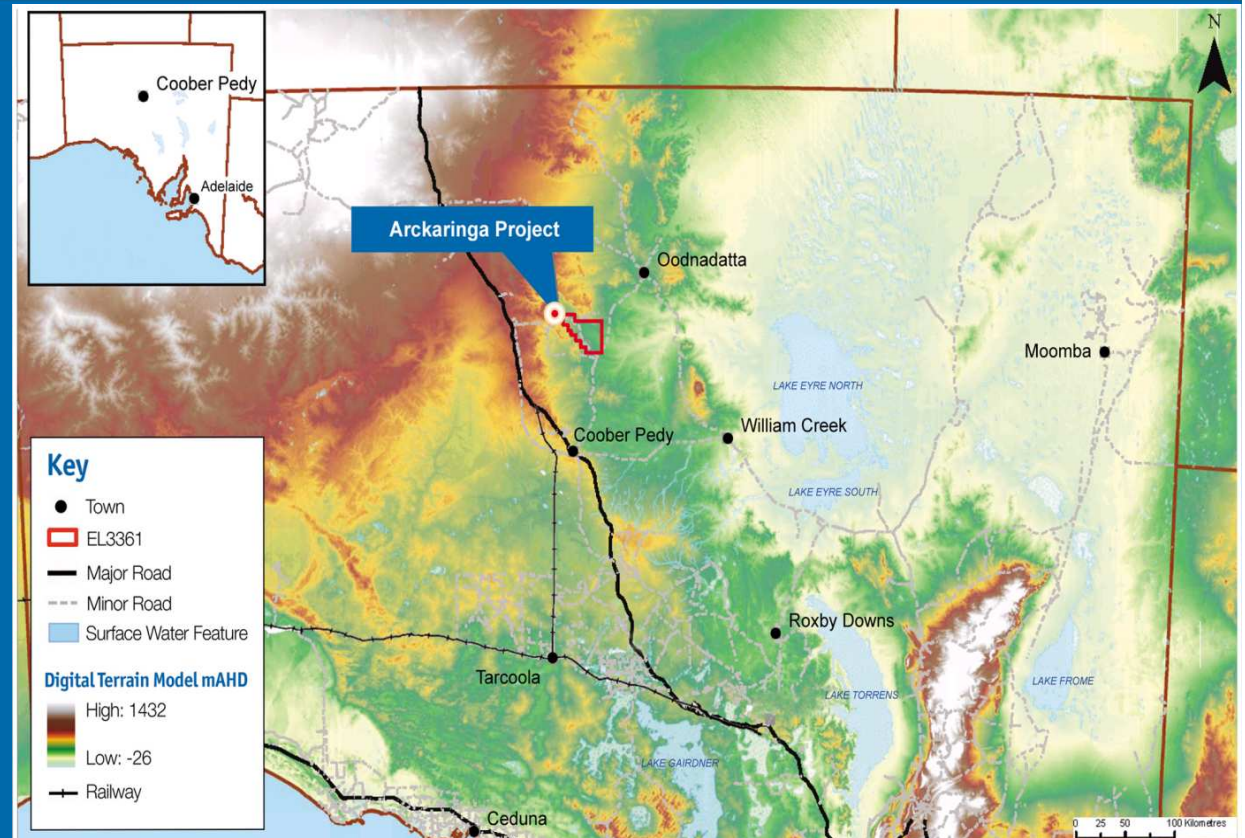 Coober Pedy
Adelaide
N
Arckaringa Project
Oodnadatta
Moomba
LAKE EYRE NORTH
William Creek
Coober Pedy
LAKE EYRE SOUTH
Roxby Downs
Tarcoola
LAKE TORRENS
LAKE FROME
LAKE GAIRDNER
Ceduna
Key
Town
EL3361
Major Road
Minor Road
Surface Water Feature
Digital Terrain Model mAHD
High: 1432
Low: -26
Railway
0 25 50 100 Kilometres